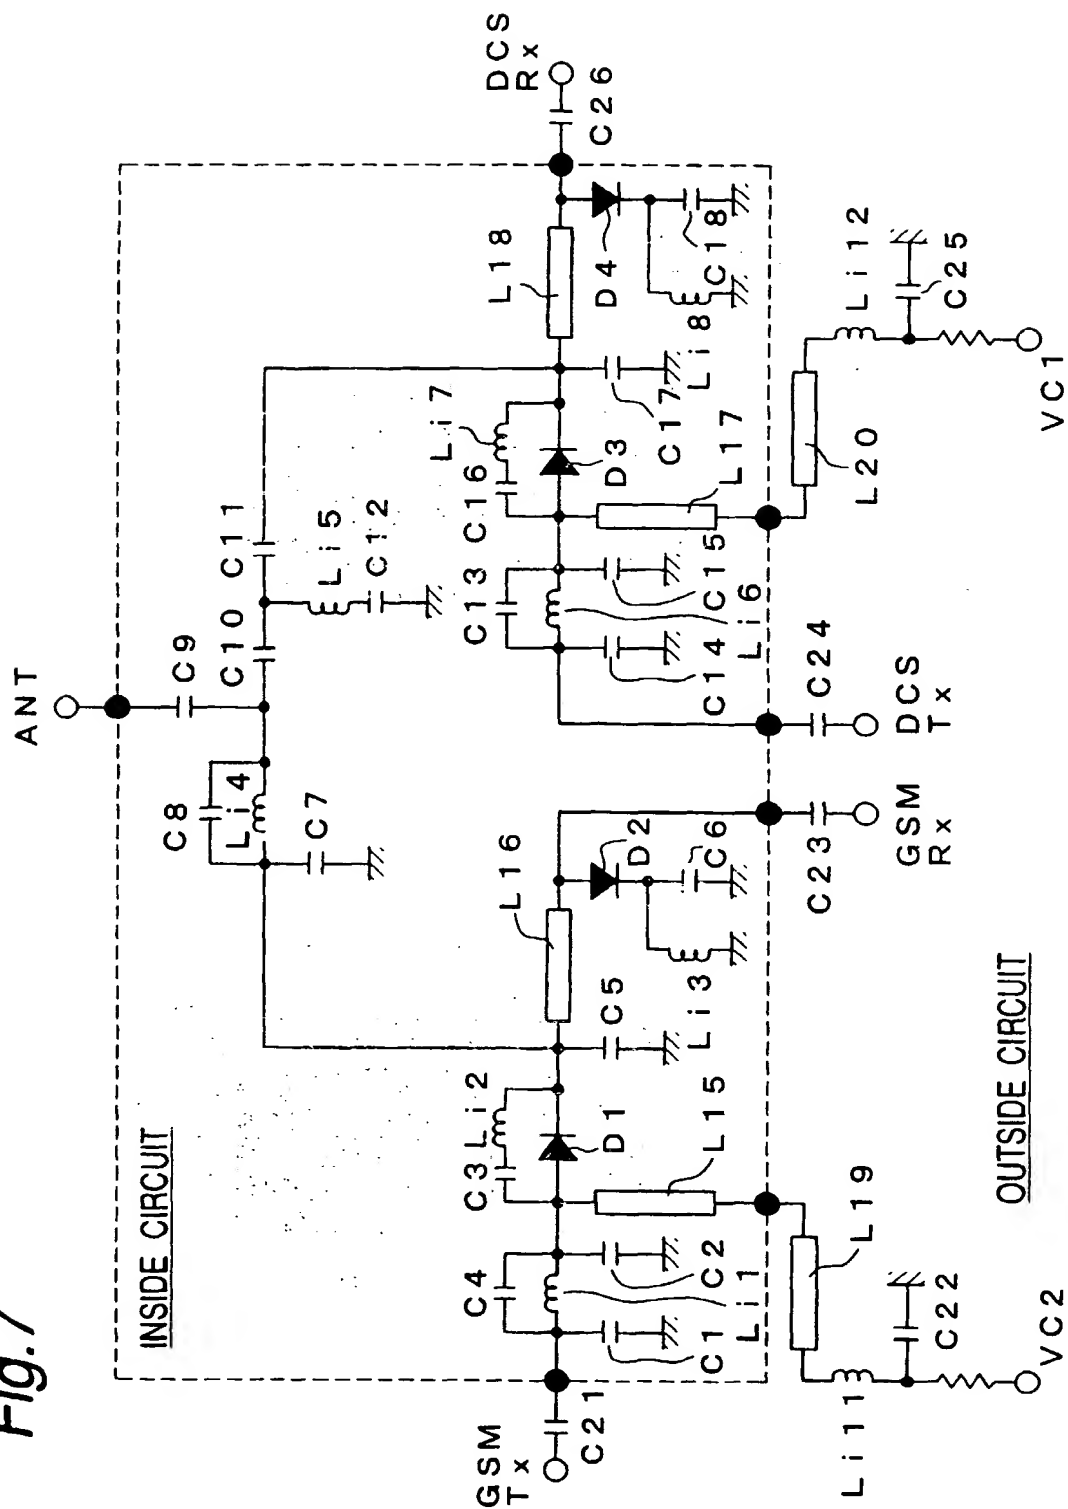 Fig.7
INSIDE CIRCUIT
OUTSIDE CIRCUIT
ANT
C9
C8
Li4
C7
C10
C11
Li5
C12
GSM
Tx
C21
C4
C1
Li1
C2
C3
Li2
D1
L15
C5
L16
D2
C6
Li3
GSM
Rx
C23
DCS
Tx
C24
C13
C14
Li6
C15
C16
Li7
D3
L17
C17
L18
D4
C18
Li8
DCS
Rx
C26
L19
Li11
C22
VC2
L20
Li12
C25
VC1